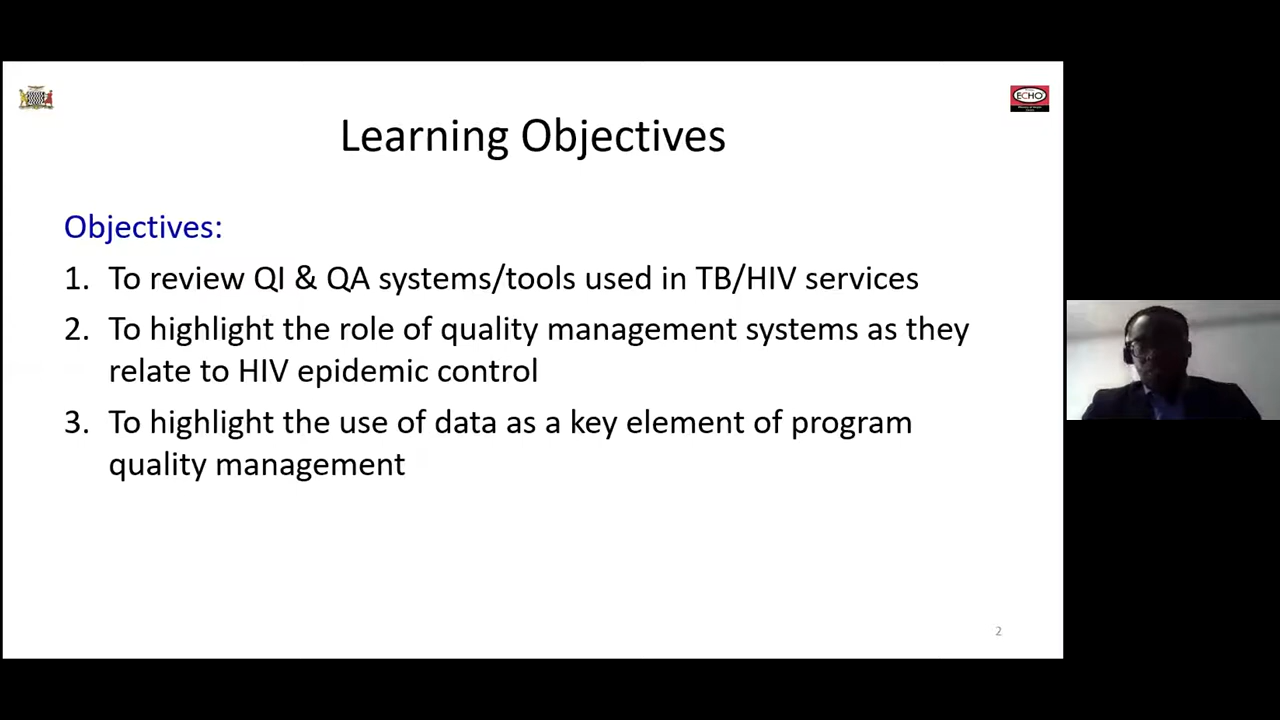 ECHO
Learning Objectives
Objectives:
1. To review QI & QA systems/tools used in TB/HIV services
2. To highlight the role of quality management systems as they
relate to HIV epidemic control
3. To highlight the use of data as a key element of program
quality management
2